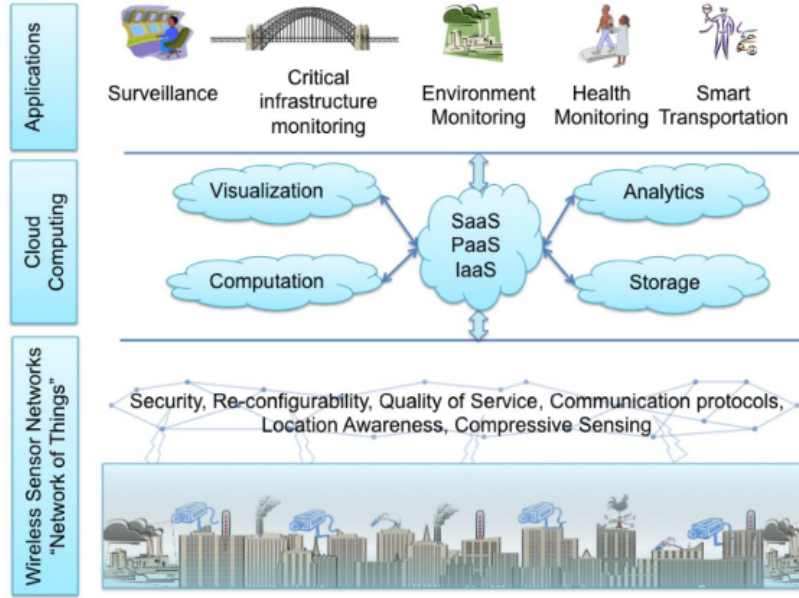 Applications
Surveillance
Critical
infrastructure
monitoring
Environment
Monitoring
Health
Monitoring
Smart
Transportation
Cloud
Computing
Visualization
Computation
SaaS
PaaS
IaaS
Analytics
Storage
Wireless Sensor Networks
“Network of Things”
Security, Re-configurability, Quality of Service, Communication protocols,
Location Awareness, Compressive Sensing